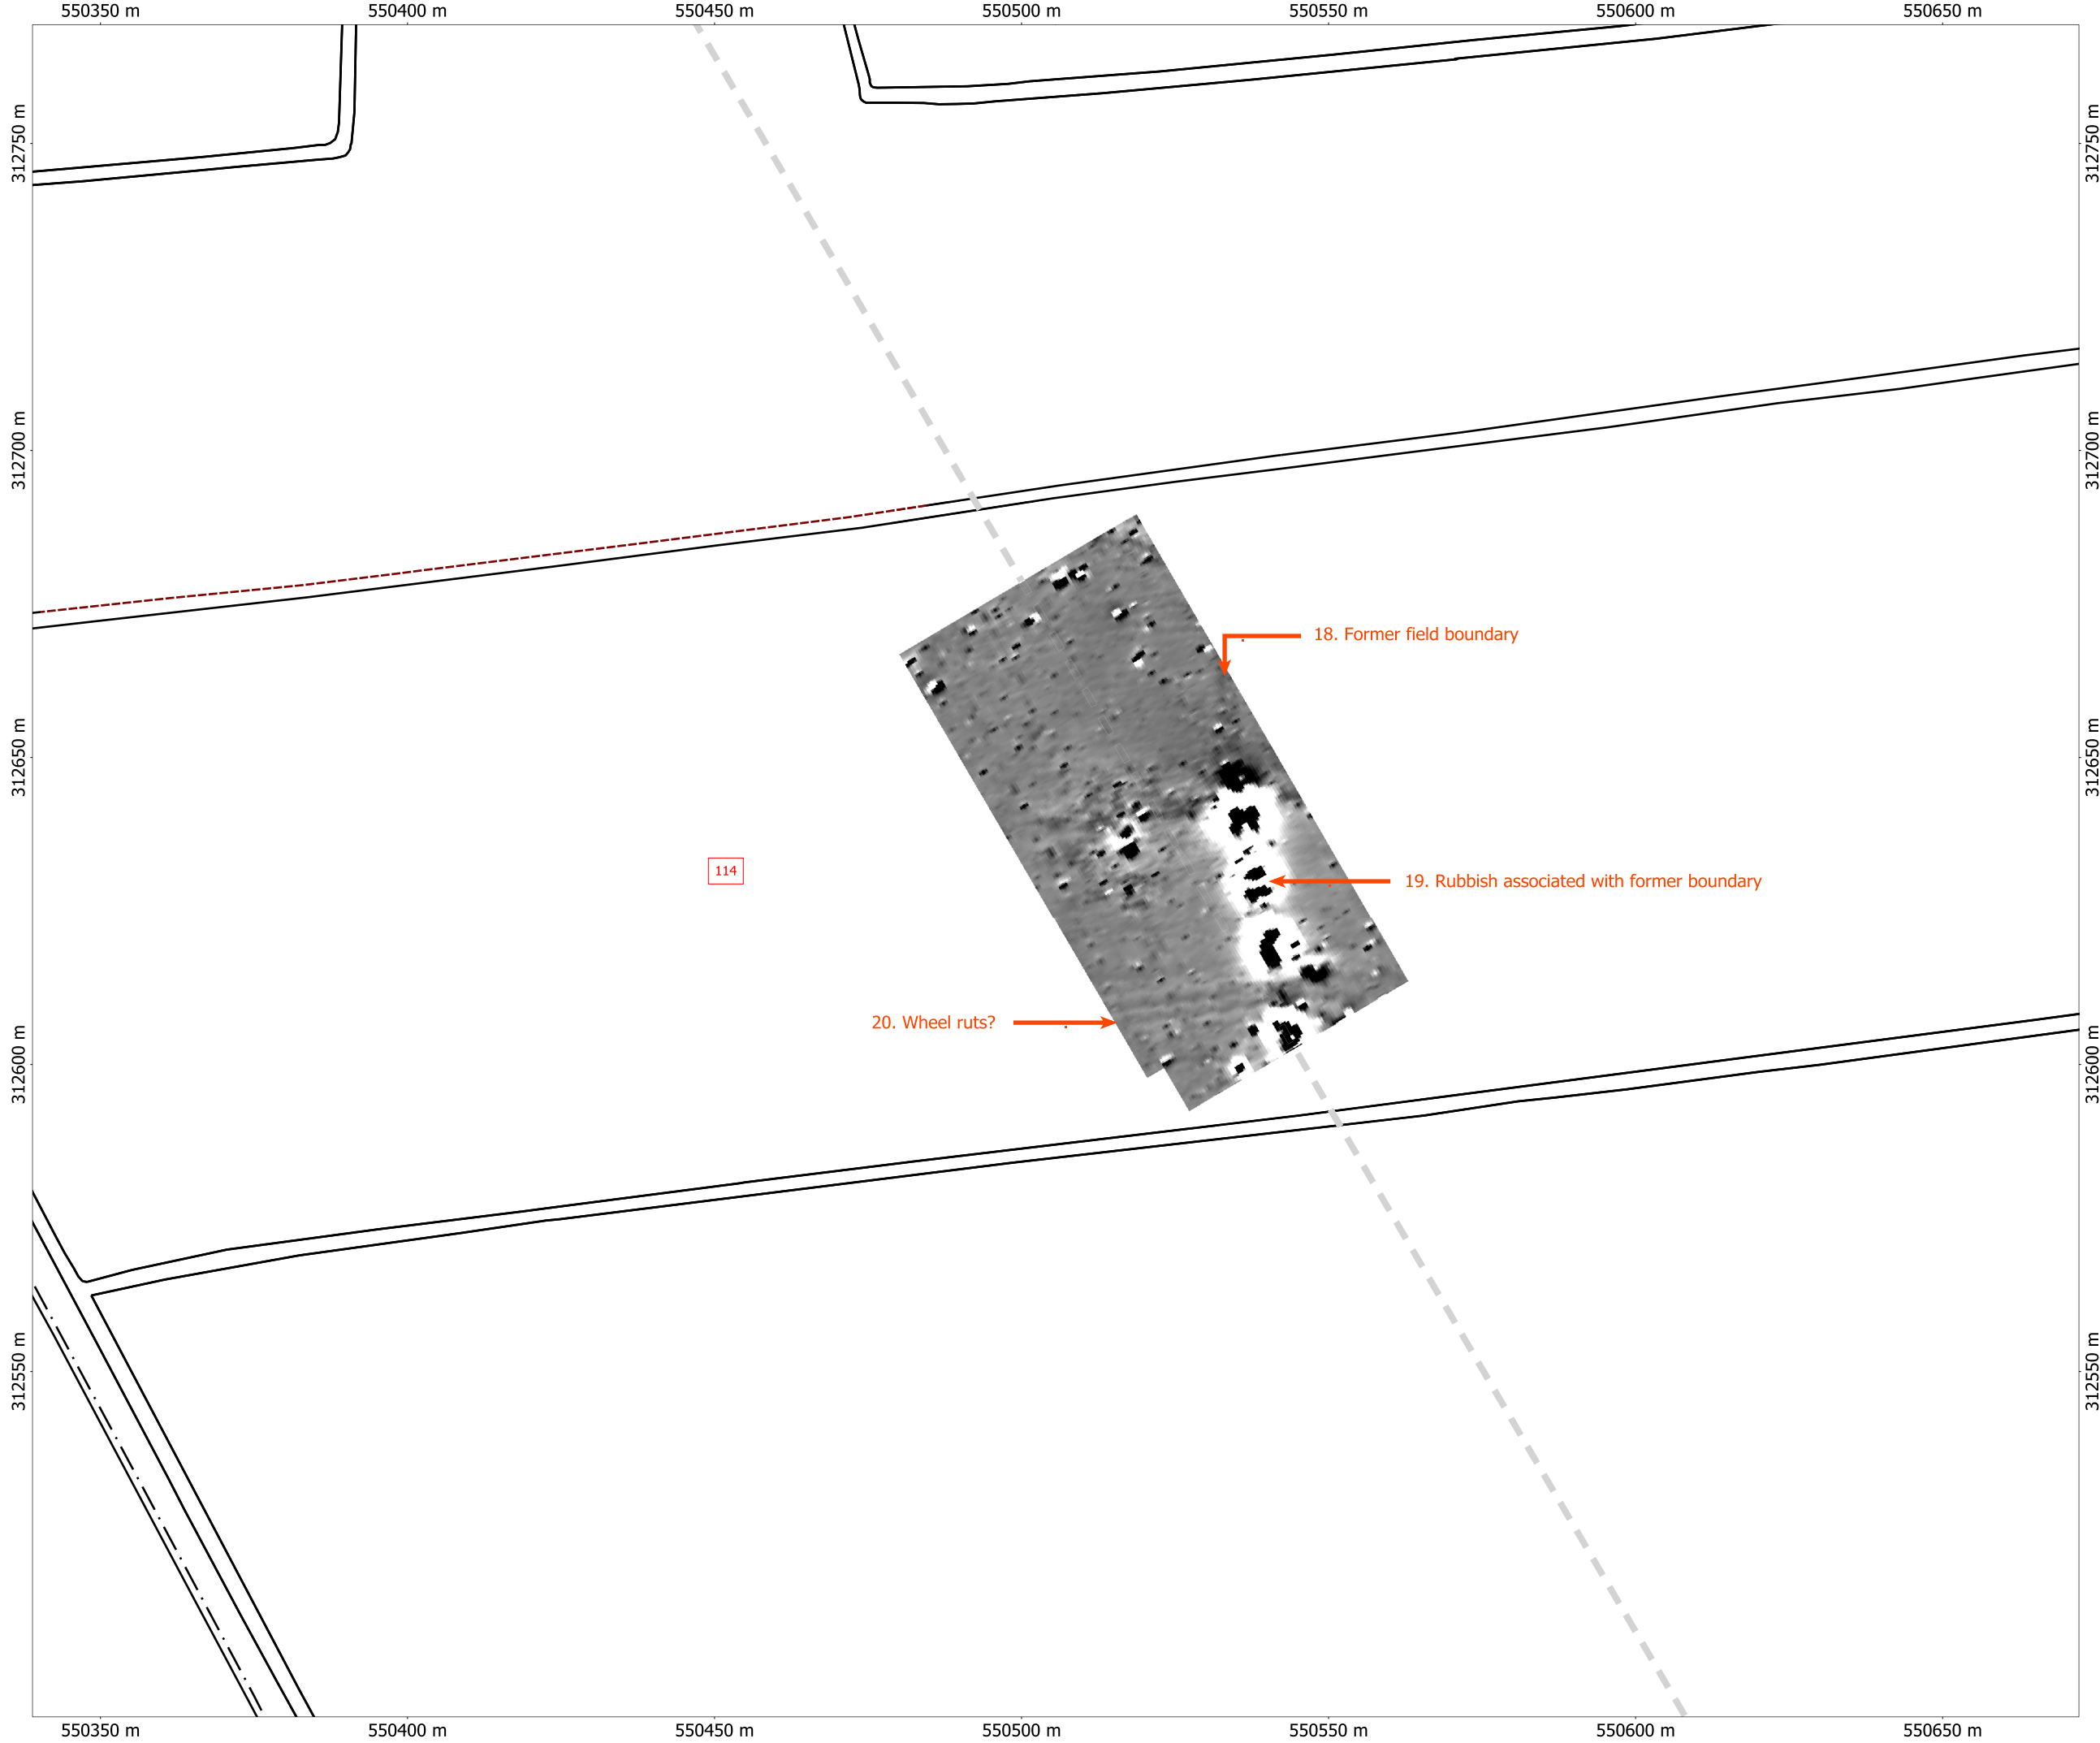 550350 m 550400 m 550450 m 550500 m 550550 m 550600 m 550650 m
312750 m 312750 m
312700 m 312700 m
18. Former field boundary
312650 m 312650 m
114
19. Rubbish associated with former boundary
20. Wheel ruts?
312600 m 312600 m
312550 m 312550 m
550350 m 550400 m 550450 m 550500 m 550550 m 550600 m 550650 m